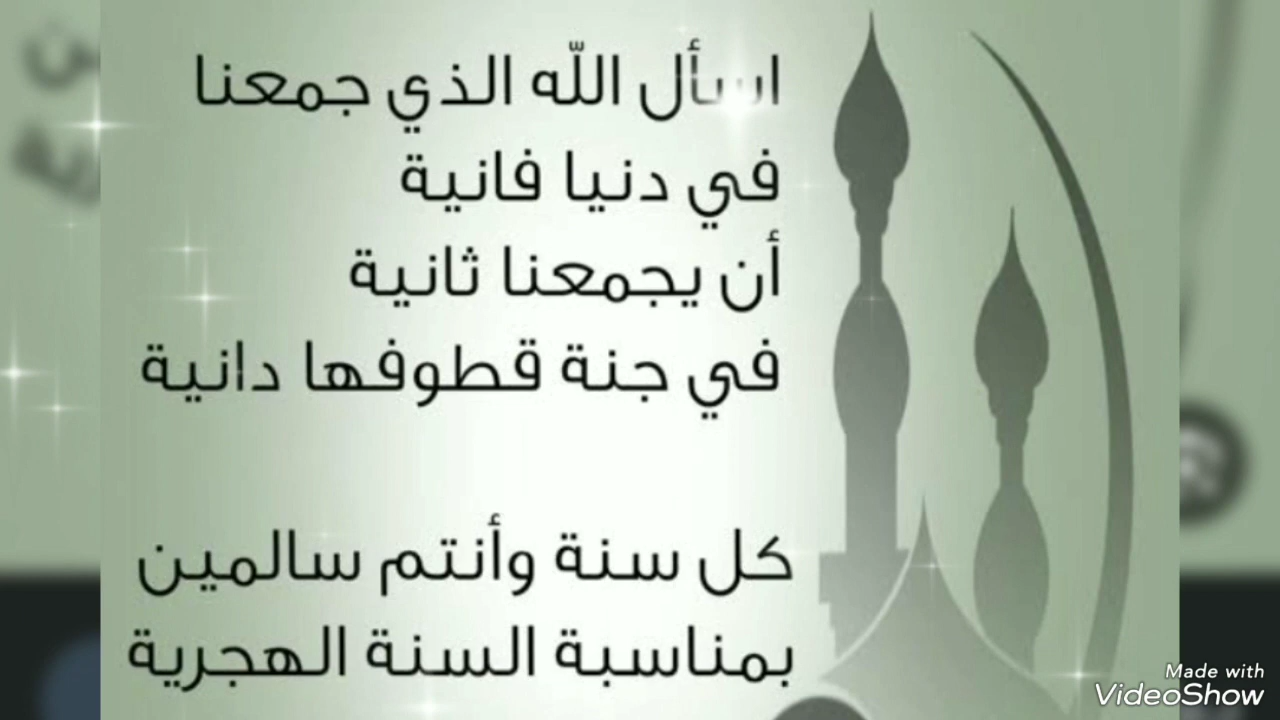 اسأل الله الذي جمعنا
في دنيا فانية
أن يجمعنا ثانية
في جنة قطوفها دانية
كل سنة وأنتم سالمين
بمناسبة السنة الهجرية
Made with
VideoShow